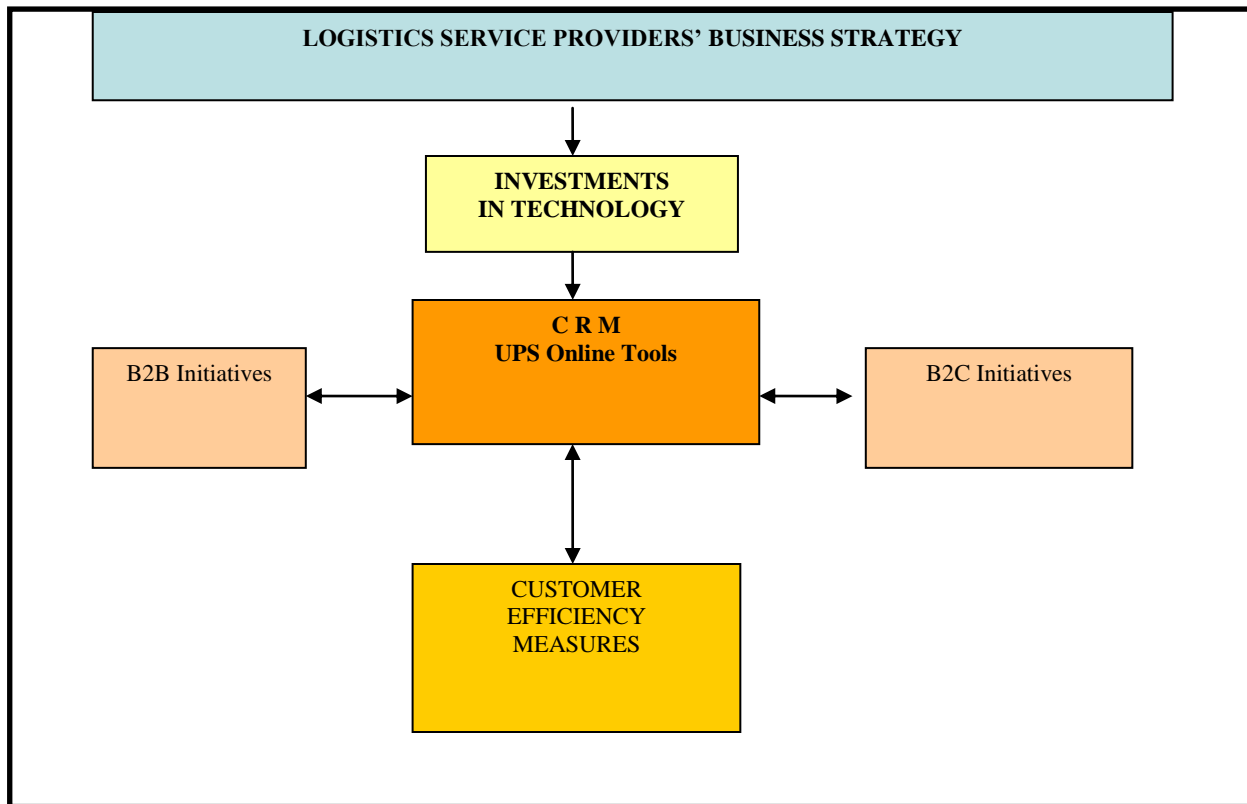 LOGISTICS SERVICE PROVIDERS’ BUSINESS STRATEGY
INVESTMENTS
IN TECHNOLOGY
C R M
UPS Online Tools
B2B Initiatives
B2C Initiatives
CUSTOMER
EFFICIENCY
MEASURES